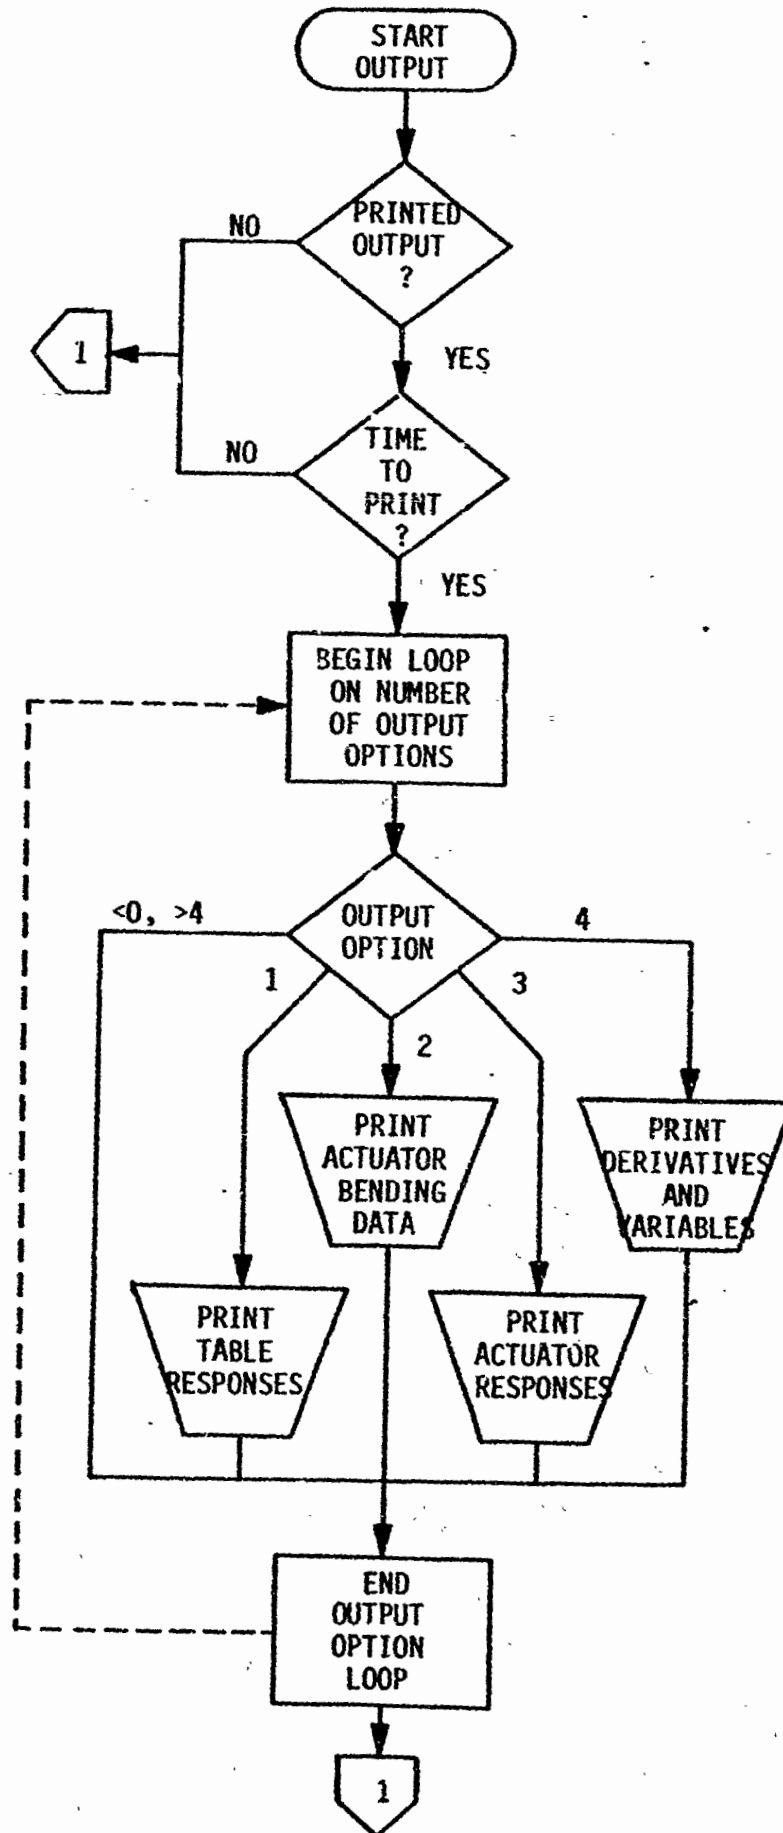 START
OUTPUT
PRINTED
OUTPUT
?
NO
1
YES
TIME
TO
PRINT
?
NO
YES
BEGIN LOOP
ON NUMBER
OF OUTPUT
OPTIONS
OUTPUT
OPTION
<0, >4
1
2
3
4
PRINT
ACTUATOR
BENDING
DATA
PRINT
DERIVATIVES
AND
VARIABLES
PRINT
TABLE
RESPONSES
PRINT
ACTUATOR
RESPONSES
END
OUTPUT
OPTION
LOOP
1